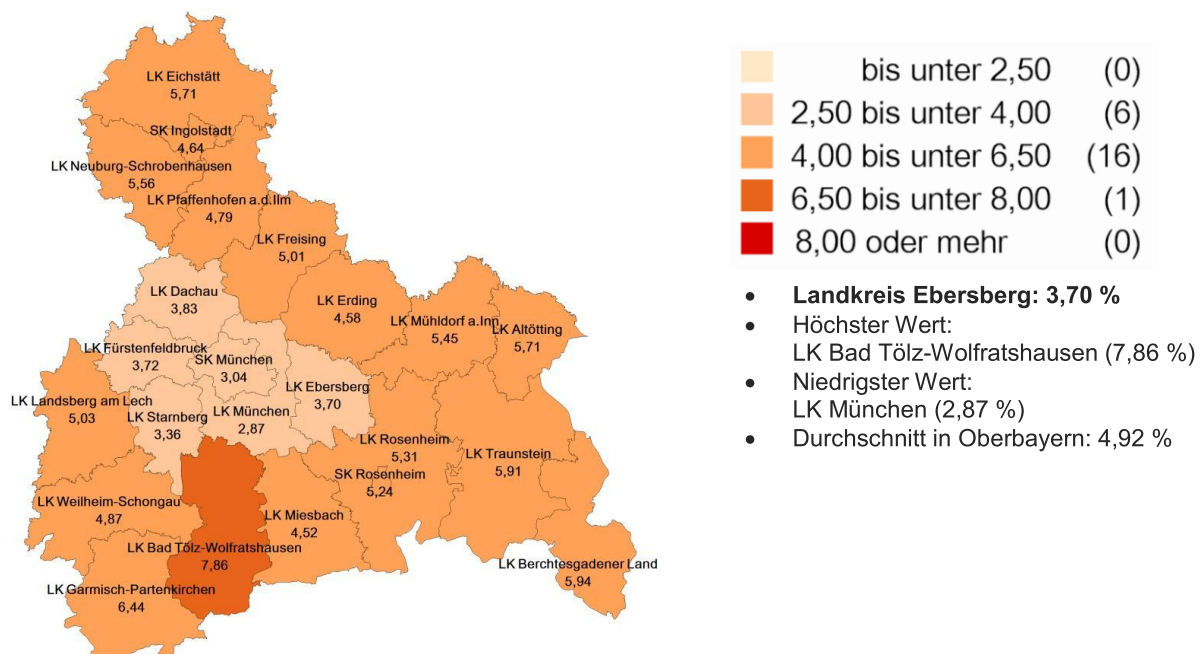 LK Eichstätt
5,71
SK Ingolstadt
4,64
LK Neuburg-Schrobenhausen
5,56
LK Pfaffenhofen a.d.Ilm
4,79
LK Freising
5,01
LK Dachau
3,83
LK Erding
4,58
LK Mühldorf a.Inn
5,45
LK Altötting
5,71
LK Fürstenfeldbruck
3,72
SK München
3,04
LK Ebersberg
3,70
LK Landsberg am Lech
5,03
LK Starnberg
3,36
LK München
2,87
LK Rosenheim
5,31
SK Rosenheim
5,24
LK Traunstein
5,91
LK Weilheim-Schongau
4,87
LK Miesbach
4,52
LK Bad Tölz-Wolfratshausen
7,86
LK Berchtesgadener Land
5,94
LK Garmisch-Partenkirchen
6,44
bis unter 2,50 (0)
2,50 bis unter 4,00 (6)
4,00 bis unter 6,50 (16)
6,50 bis unter 8,00 (1)
8,00 oder mehr (0)
• Landkreis Ebersberg: 3,70 %
• Höchster Wert:
LK Bad Tölz-Wolfratshausen (7,86 %)
• Niedrigster Wert:
LK München (2,87 %)
• Durchschnitt in Oberbayern: 4,92 %